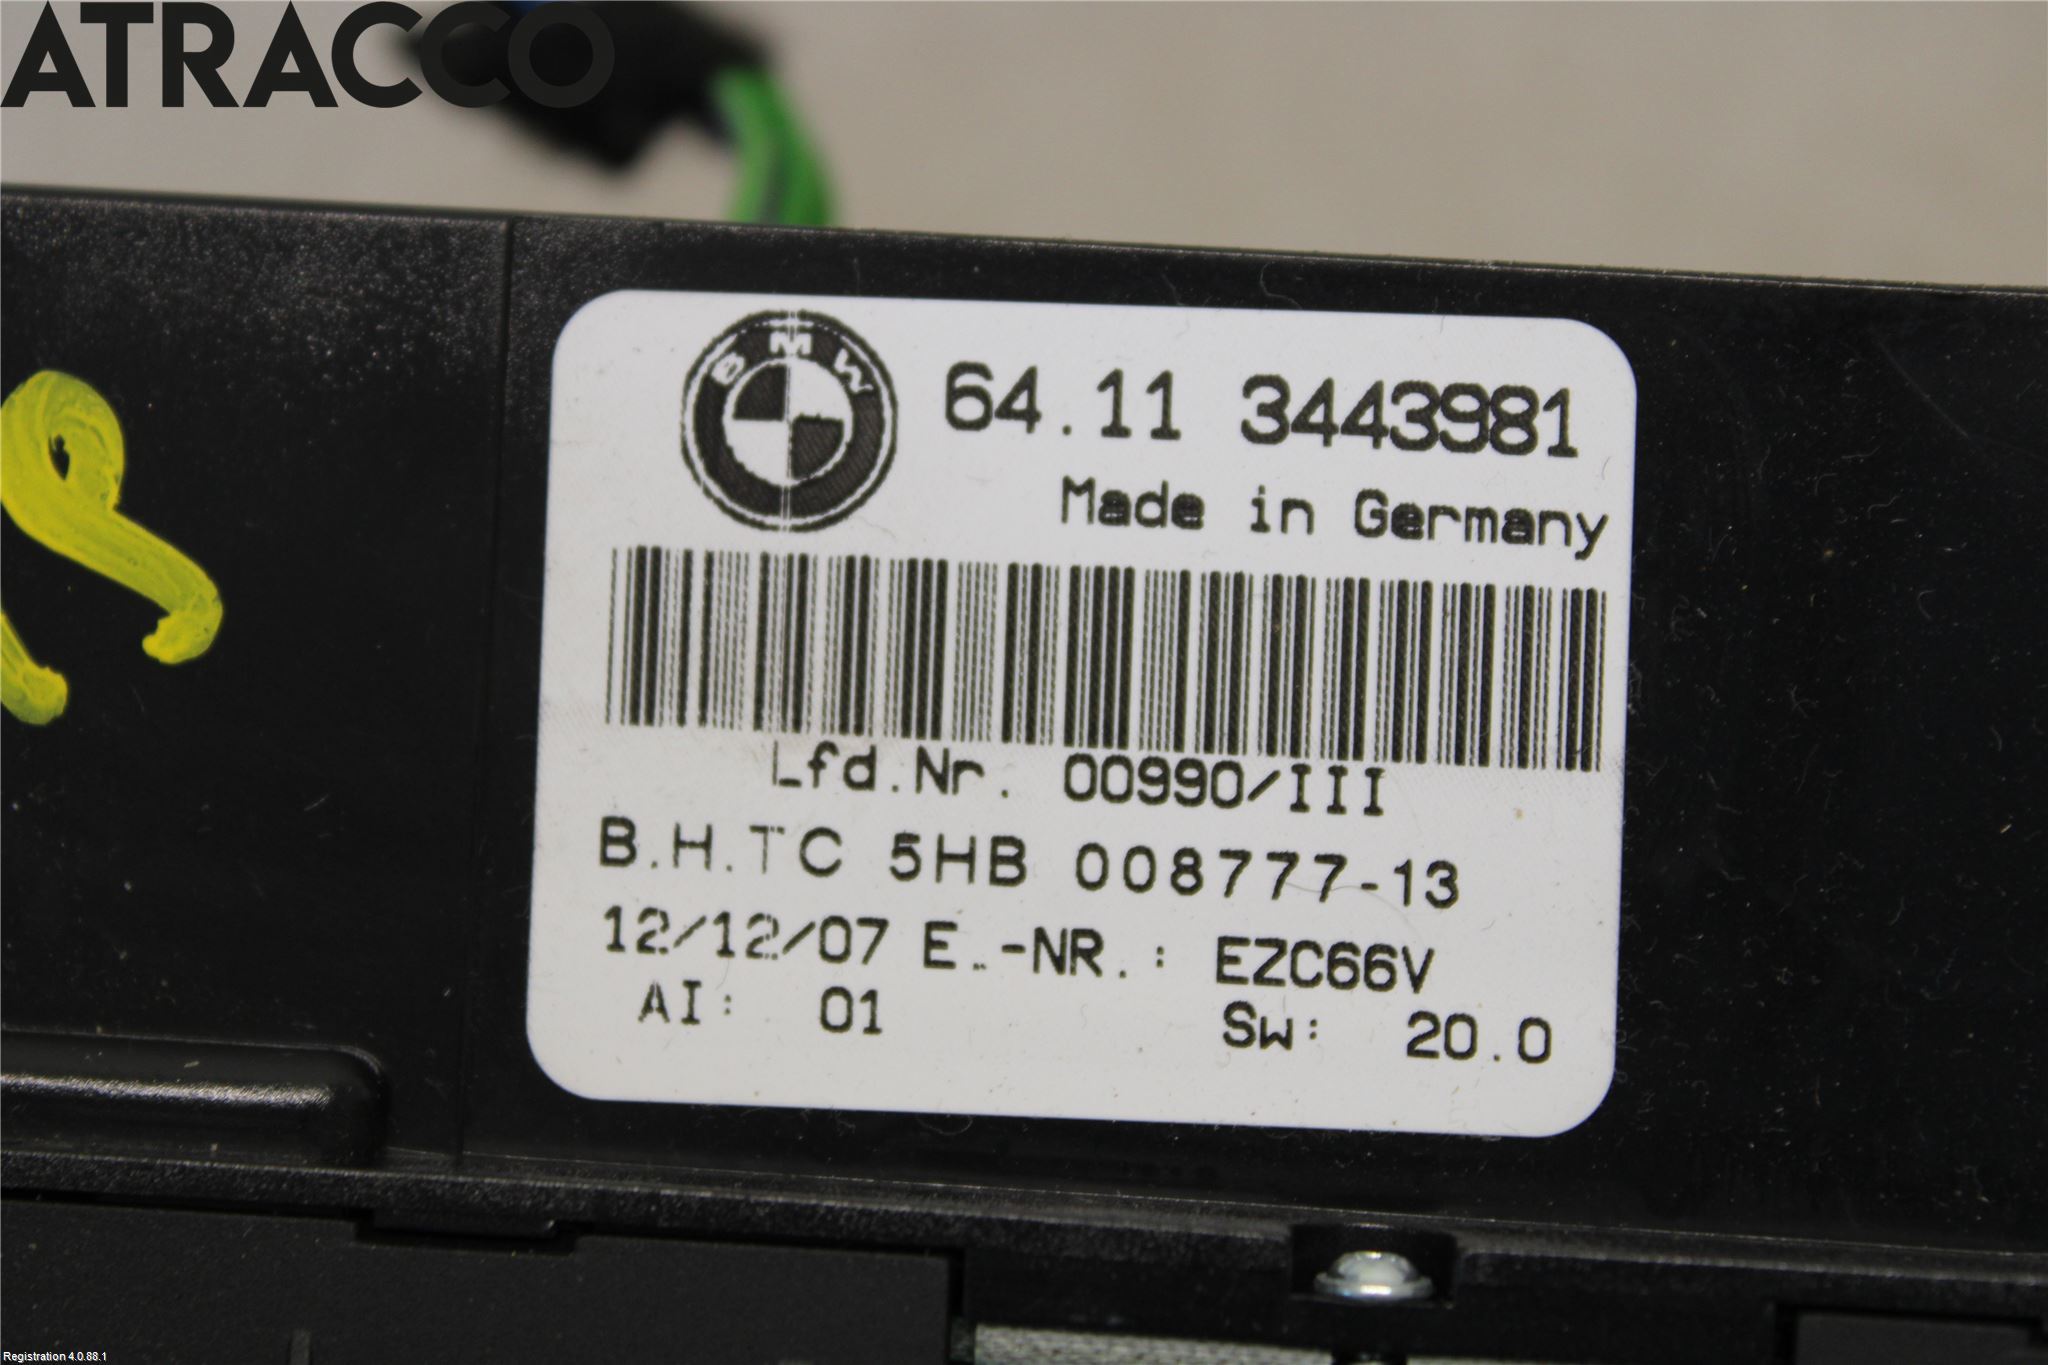 ATRACCO
BMW
64.11 3443981
Made in Germany
Lfd.Nr. 00990/III
B.H.TC 5HB 008777-13
12/12/07 E.-NR.: EZC66V
AI: 01 Sw: 20.0
Registration 4.0.88.1